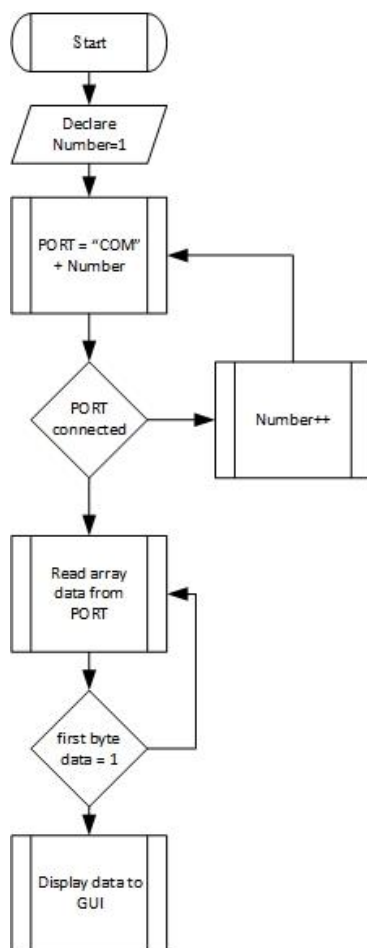 Start
Declare
Number=1
PORT = “COM”
+ Number
PORT
connected
Number++
Read array
data from
PORT
first byte
data = 1
Display data to
GUI